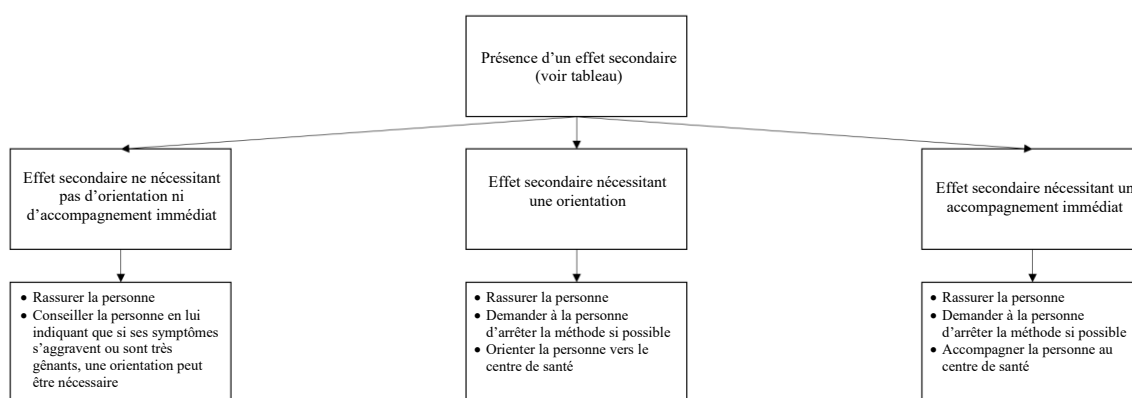 Présence d’un effet secondaire
(voir tableau)
Effet secondaire ne nécessitant
pas d’orientation ni
d’accompagnement immédiat
Effet secondaire nécessitant
une orientation
Effet secondaire nécessitant un
accompagnement immédiat
• Rassurer la personne
• Conseiller la personne en lui
indiquant que si ses symptômes
s’aggravent ou sont très
gênants, une orientation peut
être nécessaire
• Rassurer la personne
• Demander à la personne
d’arrêter la méthode si possible
• Orienter la personne vers le
centre de santé
• Rassurer la personne
• Demander à la personne
d’arrêter la méthode si possible
• Accompagner la personne au
centre de santé